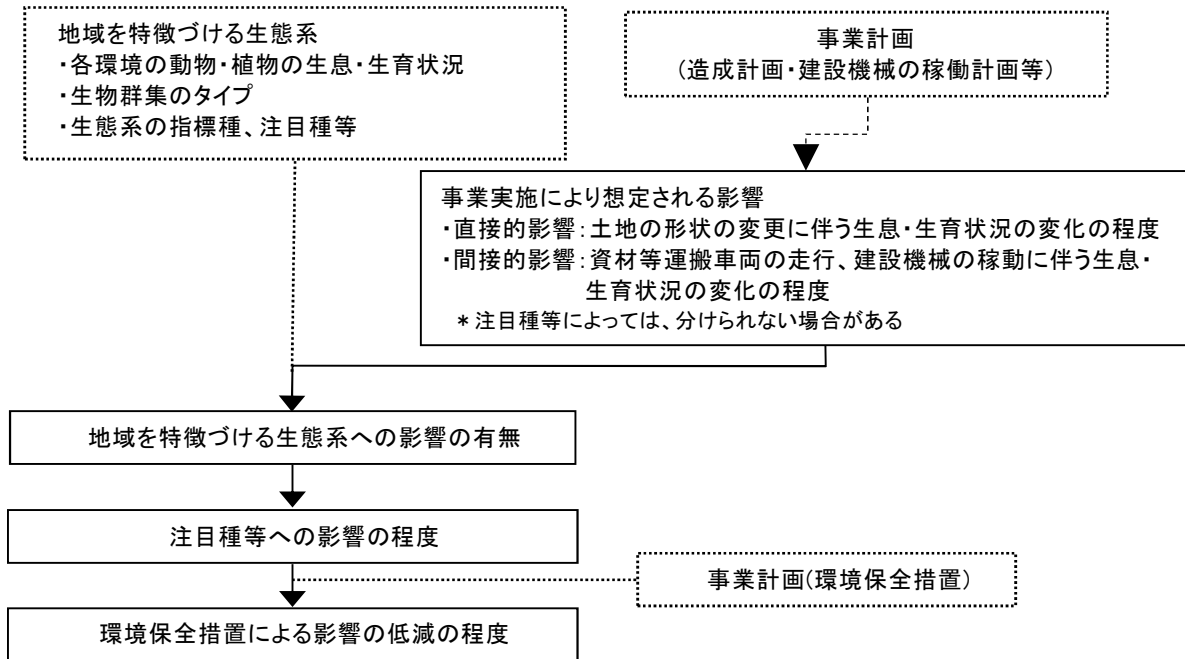 地域を特徴づける生態系
・各環境の動物・植物の生息・生育状況
・生物群集のタイプ
・生態系の指標種、注目種等
事業計画
(造成計画・建設機械の稼働計画等)
事業実施により想定される影響
・直接的影響:土地の形状の変更に伴う生息・生育状況の変化の程度
・間接的影響:資材等運搬車両の走行、建設機械の稼動に伴う生息・
生育状況の変化の程度
*注目種等によっては、分けられない場合がある
地域を特徴づける生態系への影響の有無
注目種等への影響の程度
事業計画(環境保全措置)
環境保全措置による影響の低減の程度